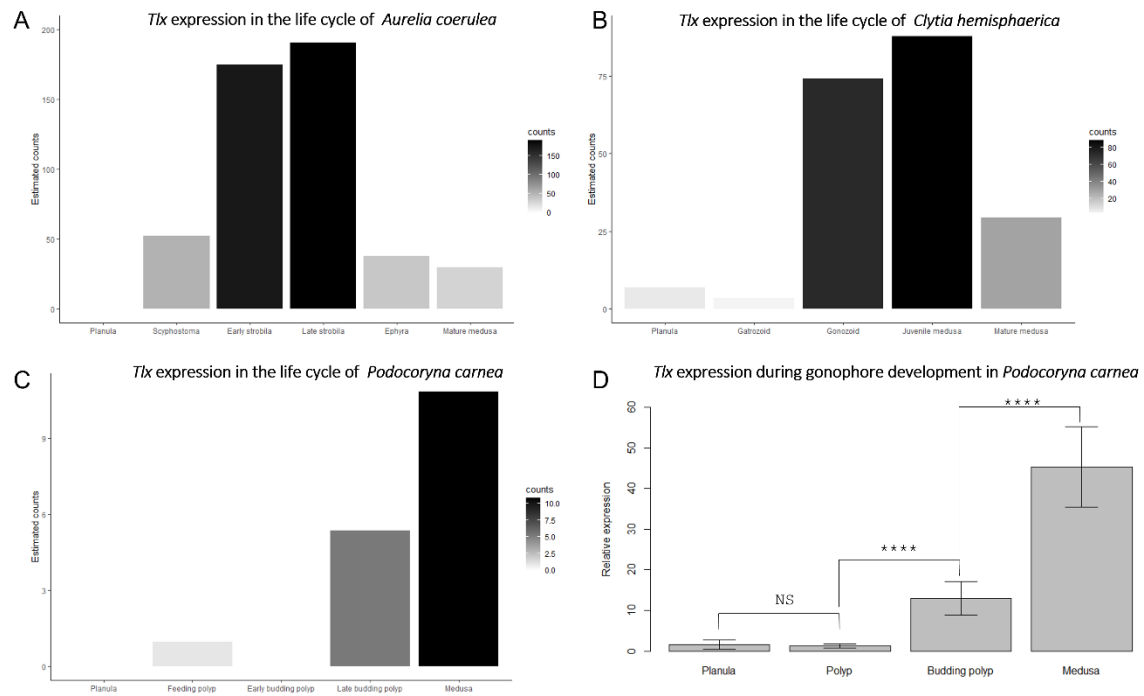 A
Tlx expression in the life cycle of Aurelia coerulea
200
150
100
50
0
Estimated counts
Planula Scyphostoma Early strobila Late strobila Ephyra Mature medusa
counts
150
100
50
0
B
Tlx expression in the life cycle of Clytia hemisphaerica
75
50
25
0
Estimated counts
Planula Gatrozoid Gonozoid Juvenile medusa Mature medusa
counts
80
60
40
20
C
Tlx expression in the life cycle of Podocoryna carnea
9
6
3
0
Estimated counts
Planula Feeding polyp Early budding polyp Late budding polyp Medusa
counts
10.0
7.5
5.0
2.5
0.0
D
Tlx expression during gonophore development in Podocoryna carnea
60
50
40
30
20
10
0
Relative expression
NS
****
****
Planula Polyp Budding polyp Medusa